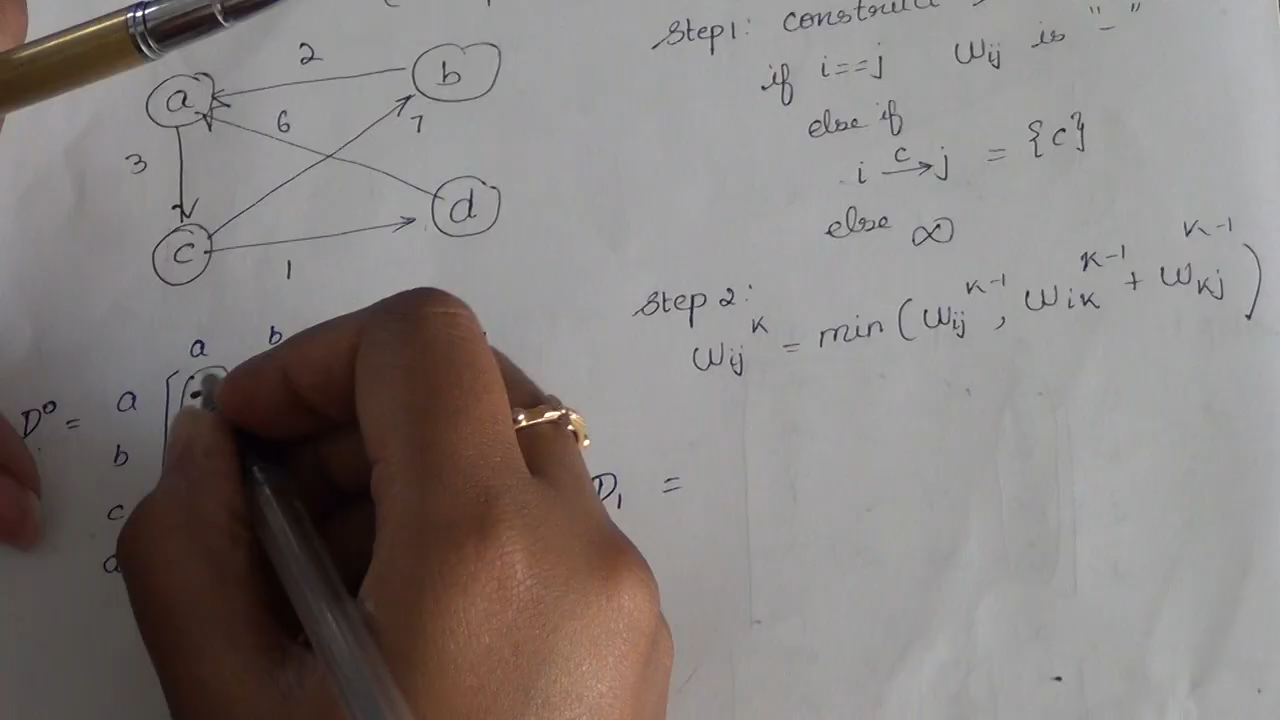 2
b
a
6
7
3
d
c
1
Step1:
if i==j Wij is "-"
else if
i c→ j = {c}
else ∞
Step 2:
Wij^K = min (Wij^K-1, Wik^K-1 + WKj^K-1)
a b
D⁰ = a
b
c
D₁ =